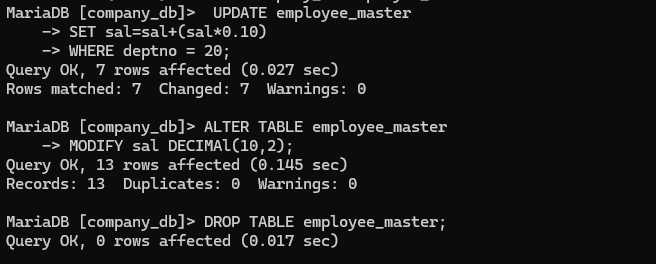 MariaDB [company_db]>  UPDATE employee_master
    -> SET sal=sal+(sal*0.10)
    -> WHERE deptno = 20;
Query OK, 7 rows affected (0.027 sec)
Rows matched: 7  Changed: 7  Warnings: 0

MariaDB [company_db]> ALTER TABLE employee_master
    -> MODIFY sal DECIMAl(10,2);
Query OK, 13 rows affected (0.145 sec)
Records: 13  Duplicates: 0  Warnings: 0

MariaDB [company_db]> DROP TABLE employee_master;
Query OK, 0 rows affected (0.017 sec)